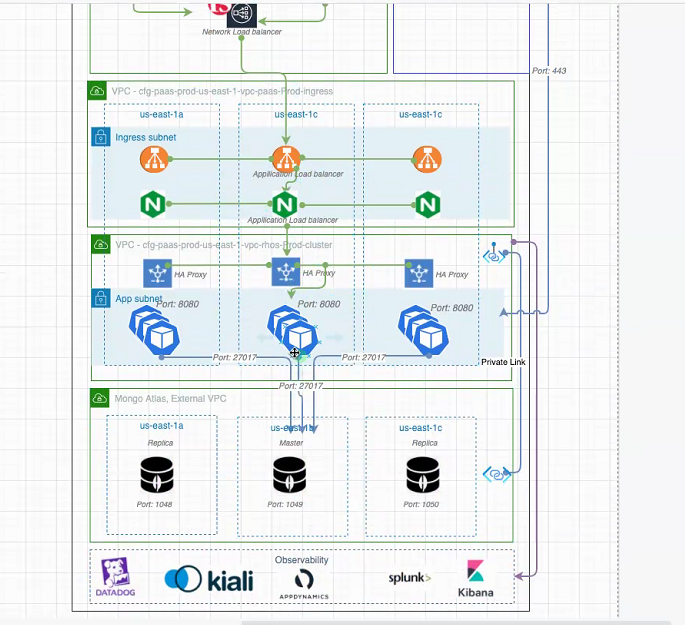 Network Load balancer
Port: 443
VPC - cfg-paas-prod-us-east-1-vpc-paas-Prod-ingress
us-east-1a
us-east-1c
us-east-1c
Ingress subnet
Application Load balancer
N
N
N
Application Load balancer
VPC - cfg-paas-prod-us-east-1-vpc-rhos-Prod-cluster
HA Proxy
HA Proxy
HA Proxy
App subnet
Port: 8080
Port: 8080
Port: 8080
Port: 27017
Port: 27017
Private Link
Port: 27017
Mongo Atlas, External VPC
us-east-1a
us-east-1b
us-east-1c
Replica
Master
Replica
Port: 1048
Port: 1049
Port: 1050
Observability
DATADOG
kiali
APPDYNAMICS
splunk>
Kibana